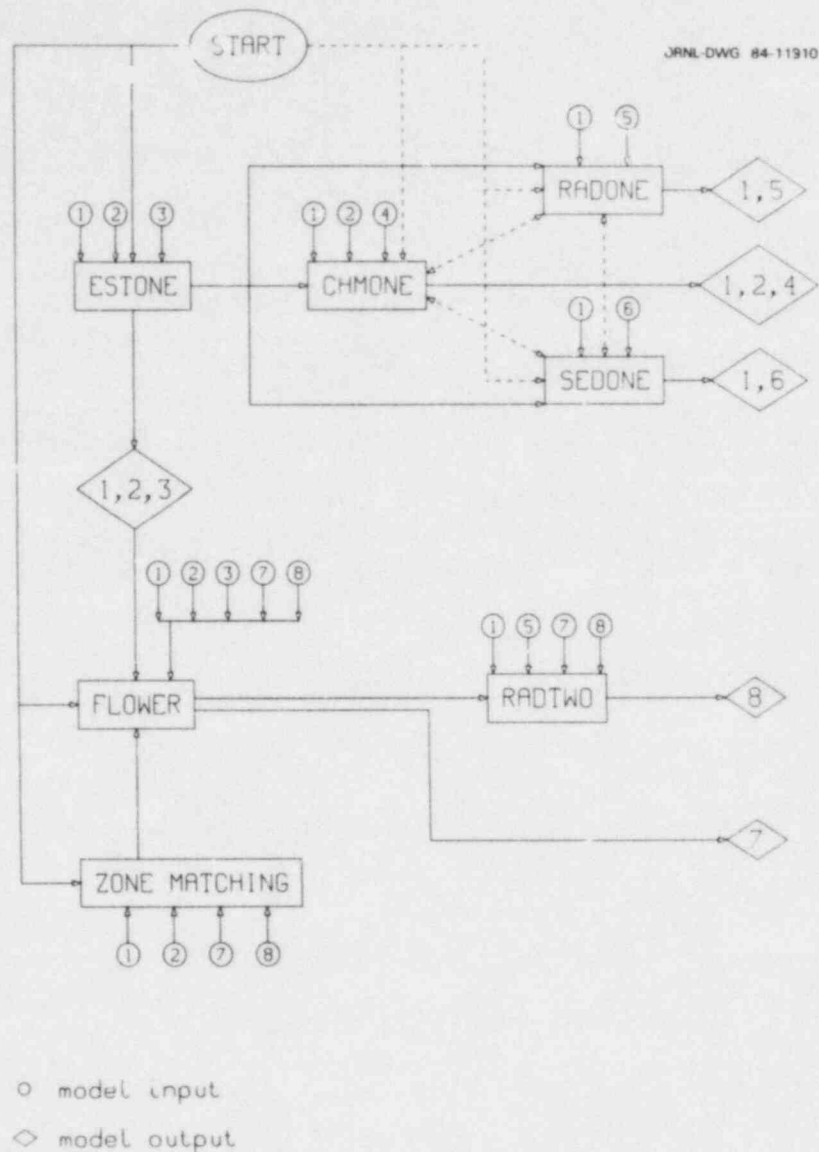 START
JRNL-DWG 84-11910
1 5
RADONE
1,5
1 2 3
1 2 4
ESTONE
CHMONE
1,2,4
1 6
SEDONE
1,6
1,2,3
1 2 3 7 8
1 5 7 8
FLOWER
RADTWO
8
7
ZONE MATCHING
1 2 7 8
model input
model output